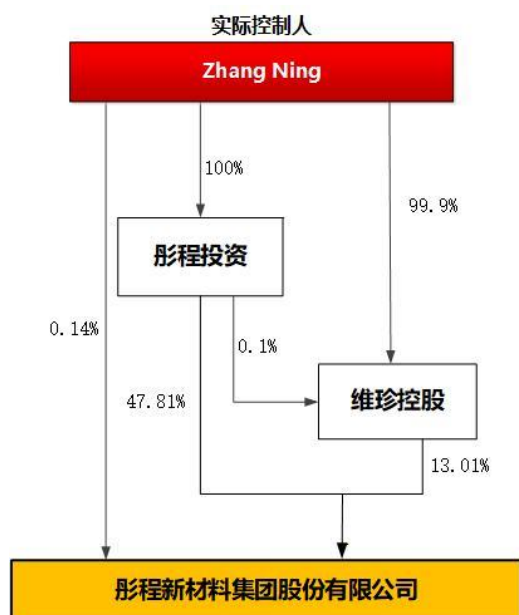 实际控制人
Zhang Ning
100%
99.9%
彤程投资
0.14%
0.1%
47.81%
维珍控股
13.01%
彤程新材料集团股份有限公司